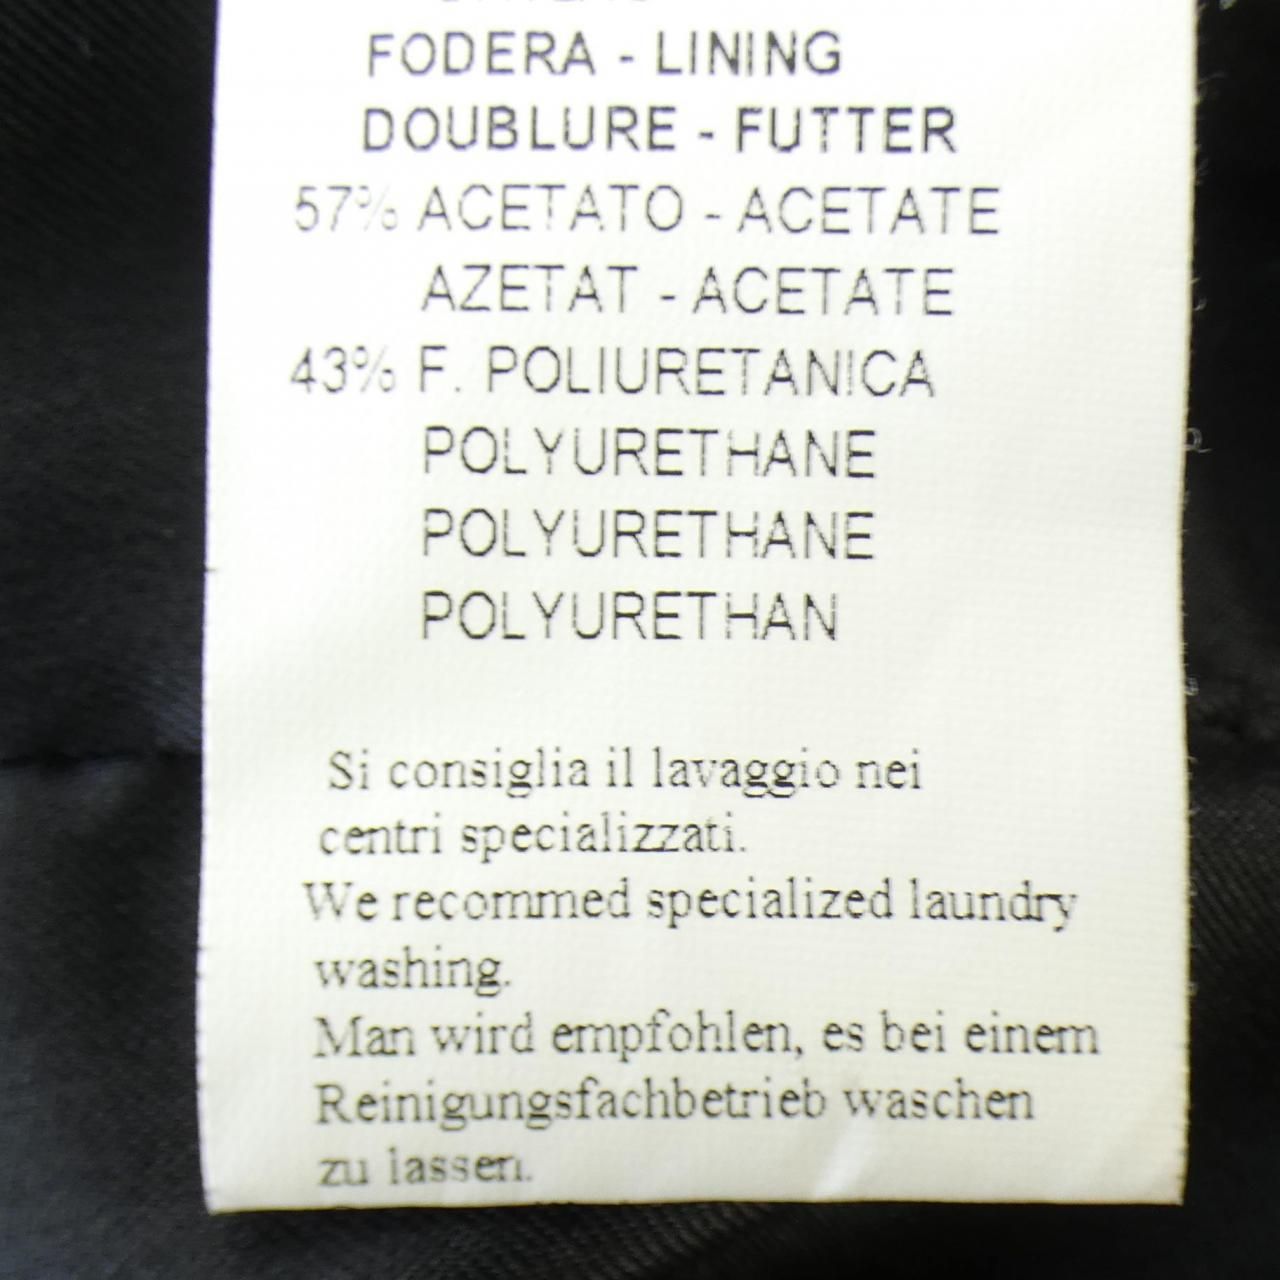 FODERA - LINING
DOUBLURE - FUTTER
57% ACETATO - ACETATE
AZETAT - ACETATE
43% F. POLIURETANICA
POLYURETHANE
POLYURETHANE
POLYURETHAN
Si consiglia il lavaggio nei
centri specializzati.
We recommed specialized laundry
washing.
Man wird empfohlen, es bei einem
Reinigungsfachbetrieb waschen
zu lassen.